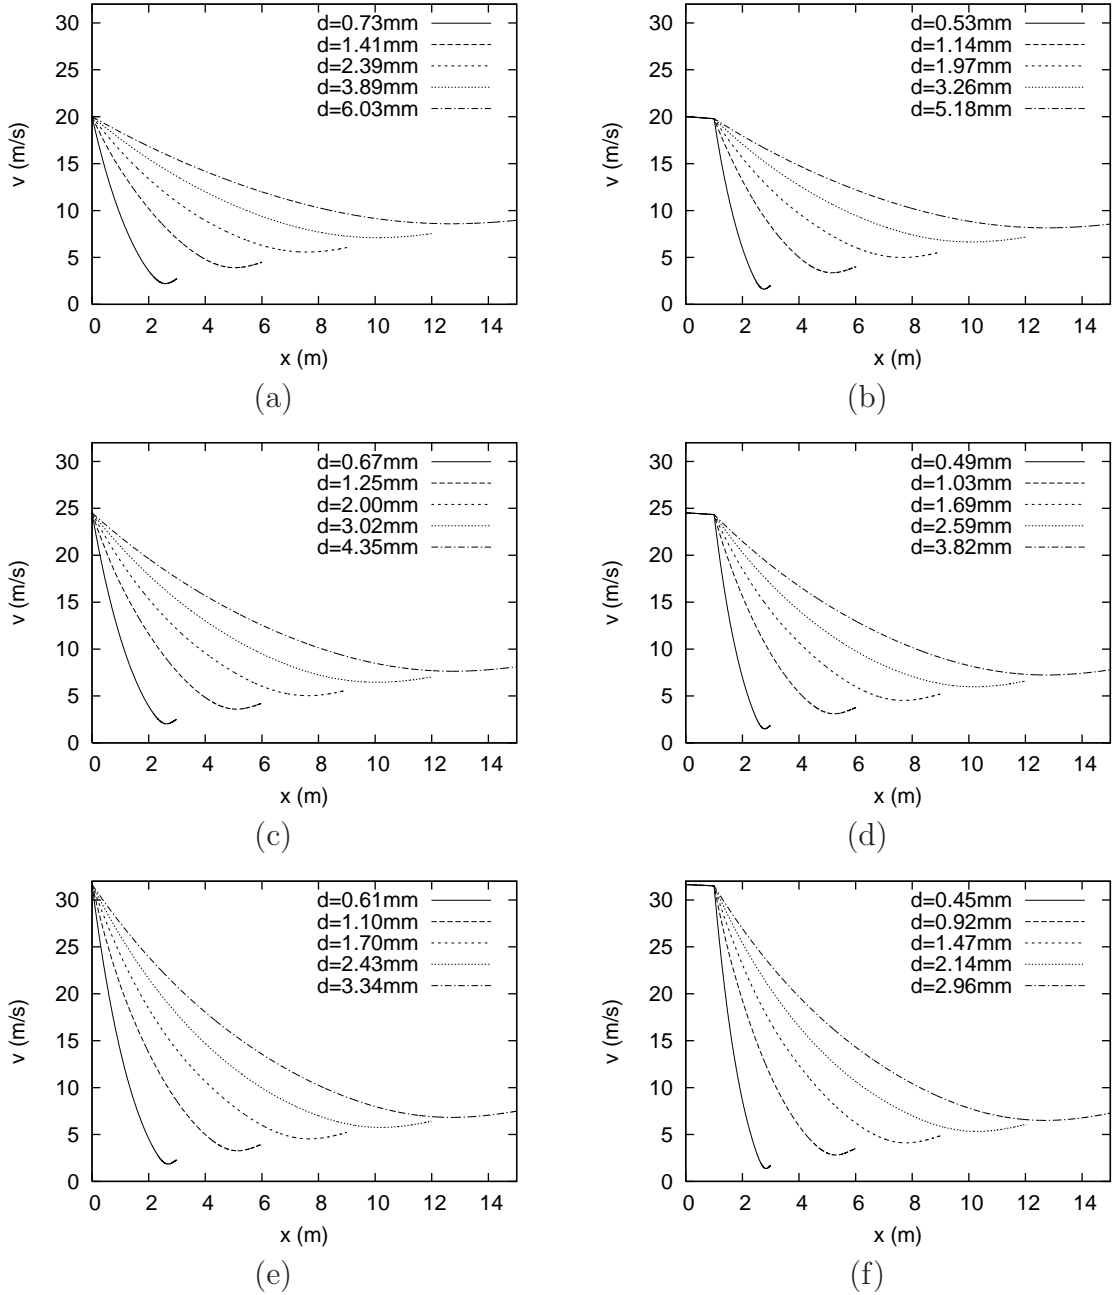 30
25
20
15
10
5
0
v (m/s)
d=0.73mm
d=1.41mm
d=2.39mm
d=3.89mm
d=6.03mm
0 2 4 6 8 10 12 14
x (m)
(a)
30
25
20
15
10
5
0
v (m/s)
d=0.53mm
d=1.14mm
d=1.97mm
d=3.26mm
d=5.18mm
0 2 4 6 8 10 12 14
x (m)
(b)
30
25
20
15
10
5
0
v (m/s)
d=0.67mm
d=1.25mm
d=2.00mm
d=3.02mm
d=4.35mm
0 2 4 6 8 10 12 14
x (m)
(c)
30
25
20
15
10
5
0
v (m/s)
d=0.49mm
d=1.03mm
d=1.69mm
d=2.59mm
d=3.82mm
0 2 4 6 8 10 12 14
x (m)
(d)
30
25
20
15
10
5
0
v (m/s)
d=0.61mm
d=1.10mm
d=1.70mm
d=2.43mm
d=3.34mm
0 2 4 6 8 10 12 14
x (m)
(e)
30
25
20
15
10
5
0
v (m/s)
d=0.45mm
d=0.92mm
d=1.47mm
d=2.14mm
d=2.96mm
0 2 4 6 8 10 12 14
x (m)
(f)